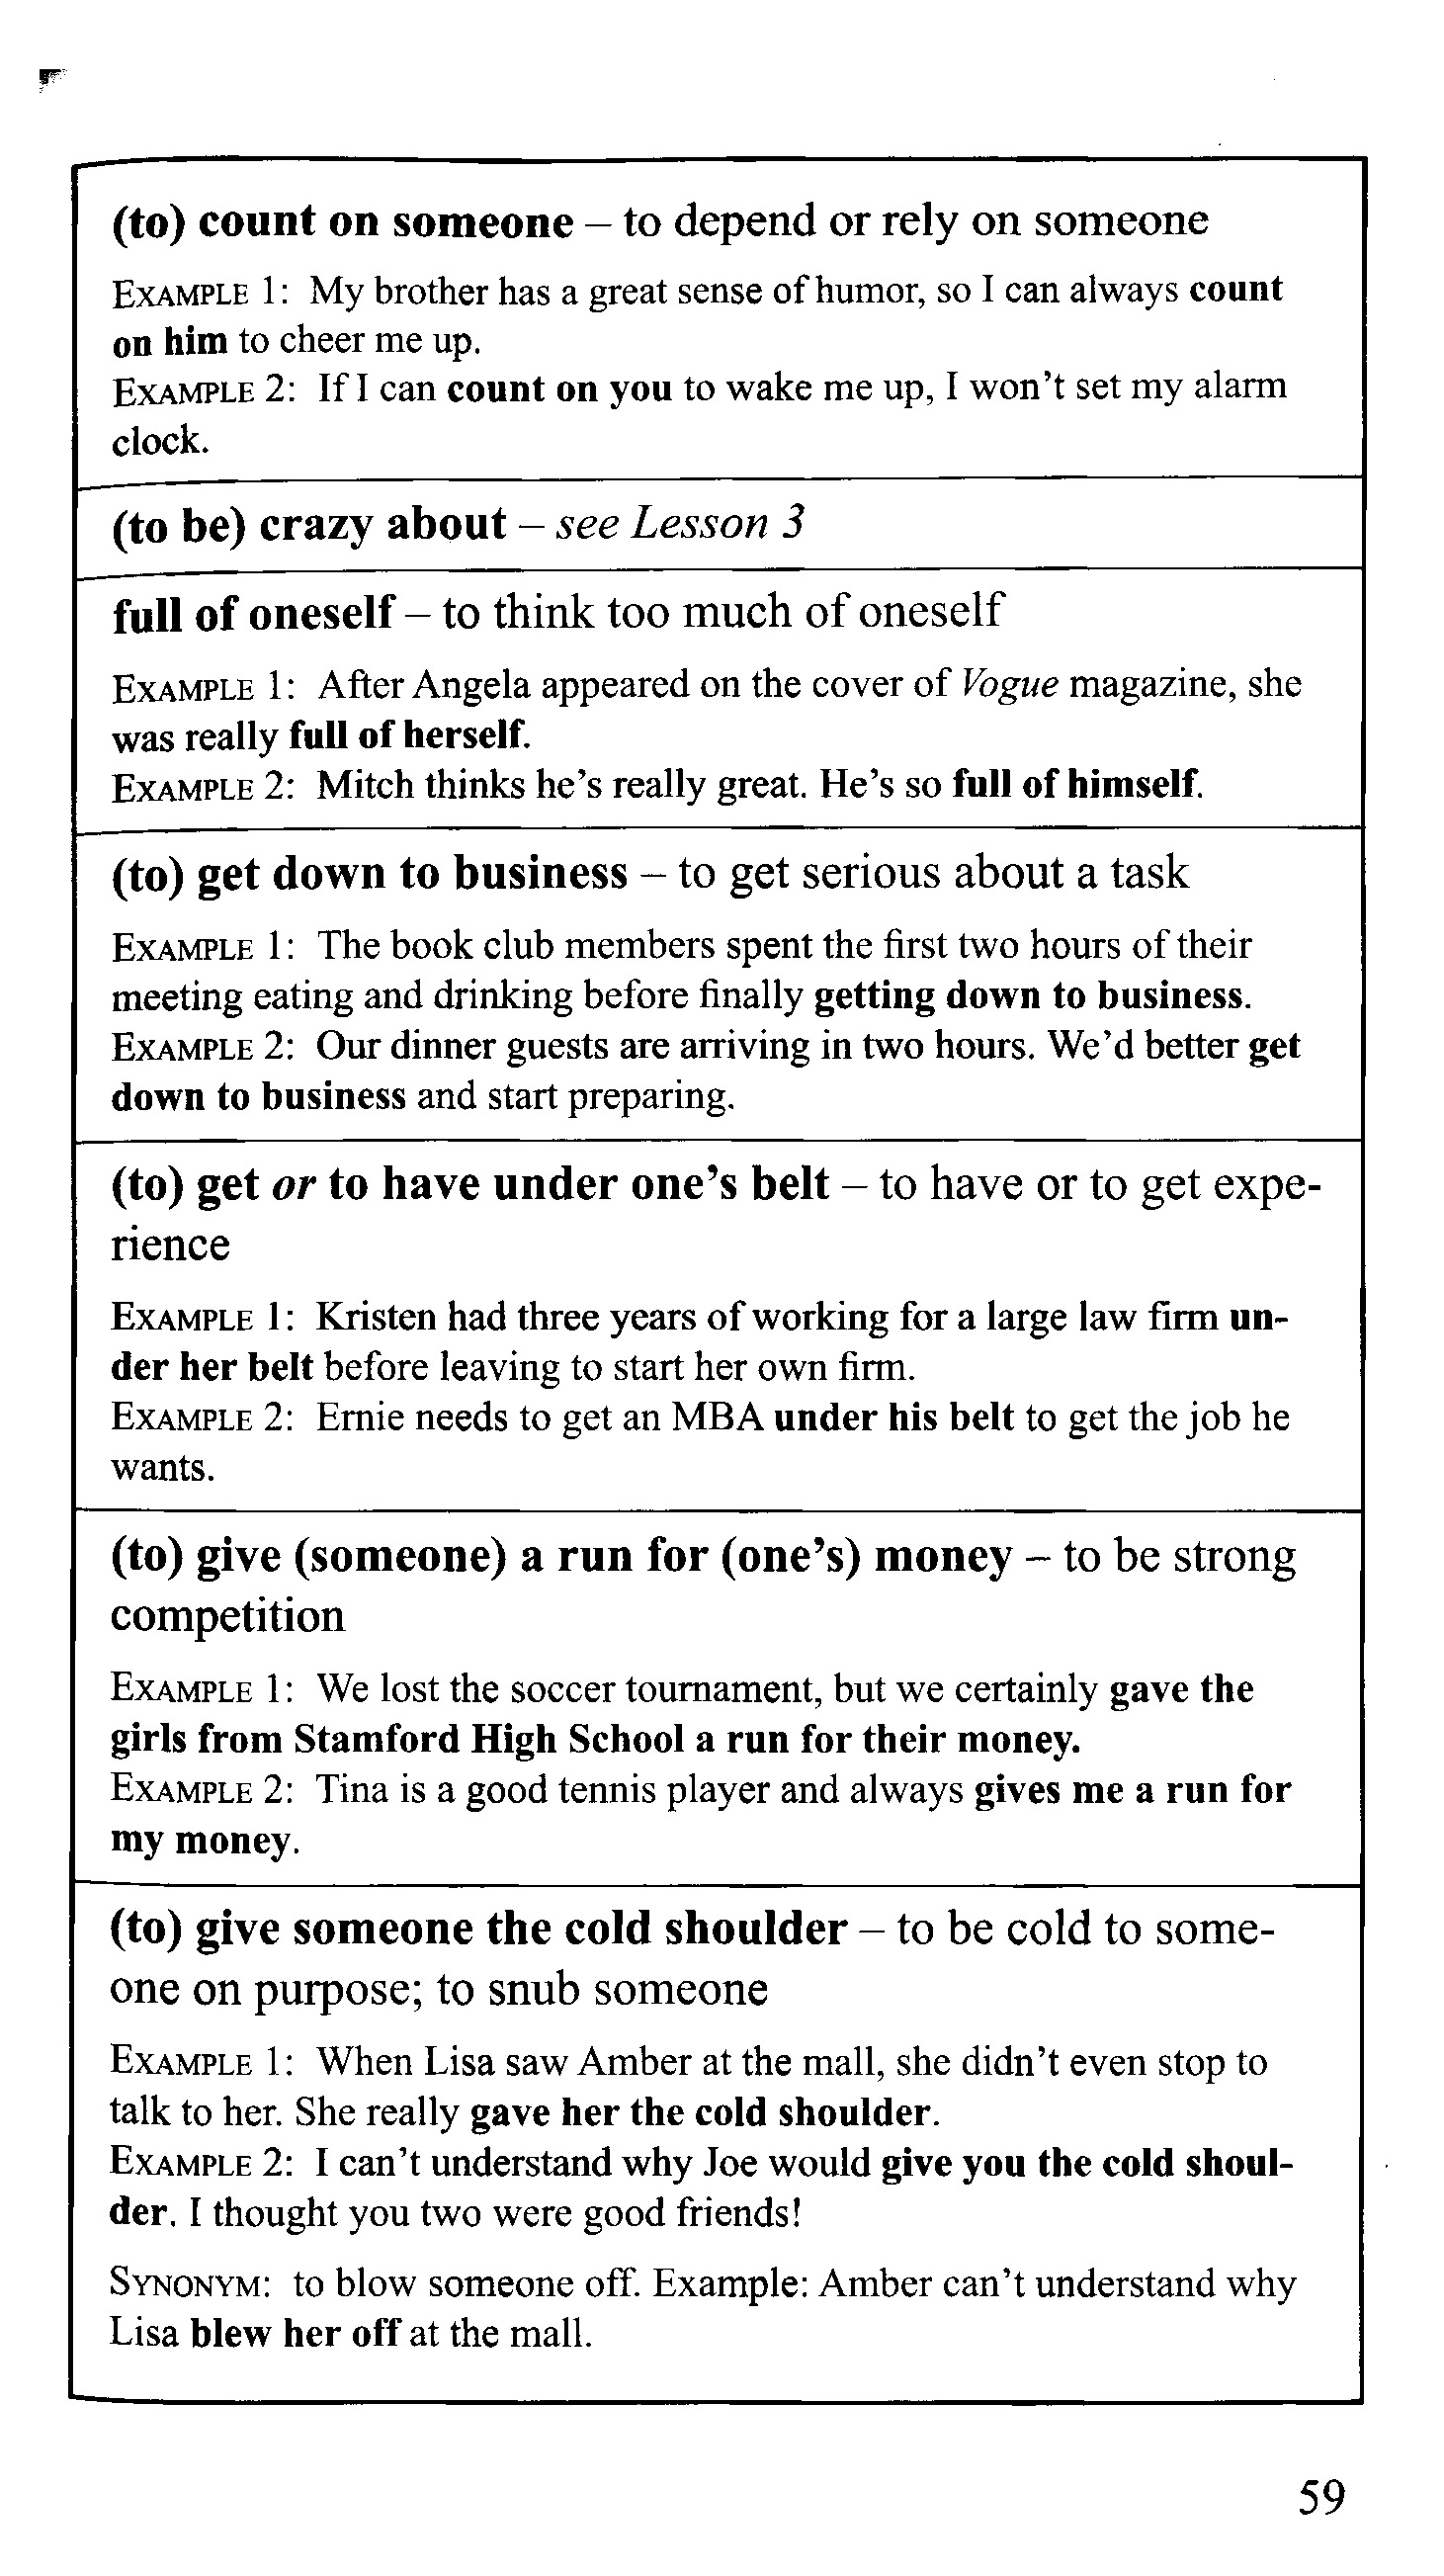 (to) count on someone – to depend or rely on someone
EXAMPLE 1: My brother has a great sense of humor, so I can always count
on him to cheer me up.
EXAMPLE 2: If I can count on you to wake me up, I won't set my alarm
clock.
(to be) crazy about – see Lesson 3
full of oneself – to think too much of oneself
EXAMPLE 1: After Angela appeared on the cover of Vogue magazine, she
was really full of herself.
EXAMPLE 2: Mitch thinks he's really great. He's so full of himself.
(to) get down to business – to get serious about a task
EXAMPLE 1: The book club members spent the first two hours of their
meeting eating and drinking before finally getting down to business.
EXAMPLE 2: Our dinner guests are arriving in two hours. We'd better get
down to business and start preparing.
(to) get or to have under one's belt – to have or to get expe-
rience
EXAMPLE 1: Kristen had three years of working for a large law firm un-
der her belt before leaving to start her own firm.
EXAMPLE 2: Ernie needs to get an MBA under his belt to get the job he
wants.
(to) give (someone) a run for (one's) money – to be strong
competition
EXAMPLE 1: We lost the soccer tournament, but we certainly gave the
girls from Stamford High School a run for their money.
EXAMPLE 2: Tina is a good tennis player and always gives me a run for
my money.
(to) give someone the cold shoulder – to be cold to some-
one on purpose; to snub someone
EXAMPLE 1: When Lisa saw Amber at the mall, she didn't even stop to
talk to her. She really gave her the cold shoulder.
EXAMPLE 2: I can't understand why Joe would give you the cold shoul-
der. I thought you two were good friends!
SYNONYM: to blow someone off. Example: Amber can't understand why
Lisa blew her off at the mall.
59